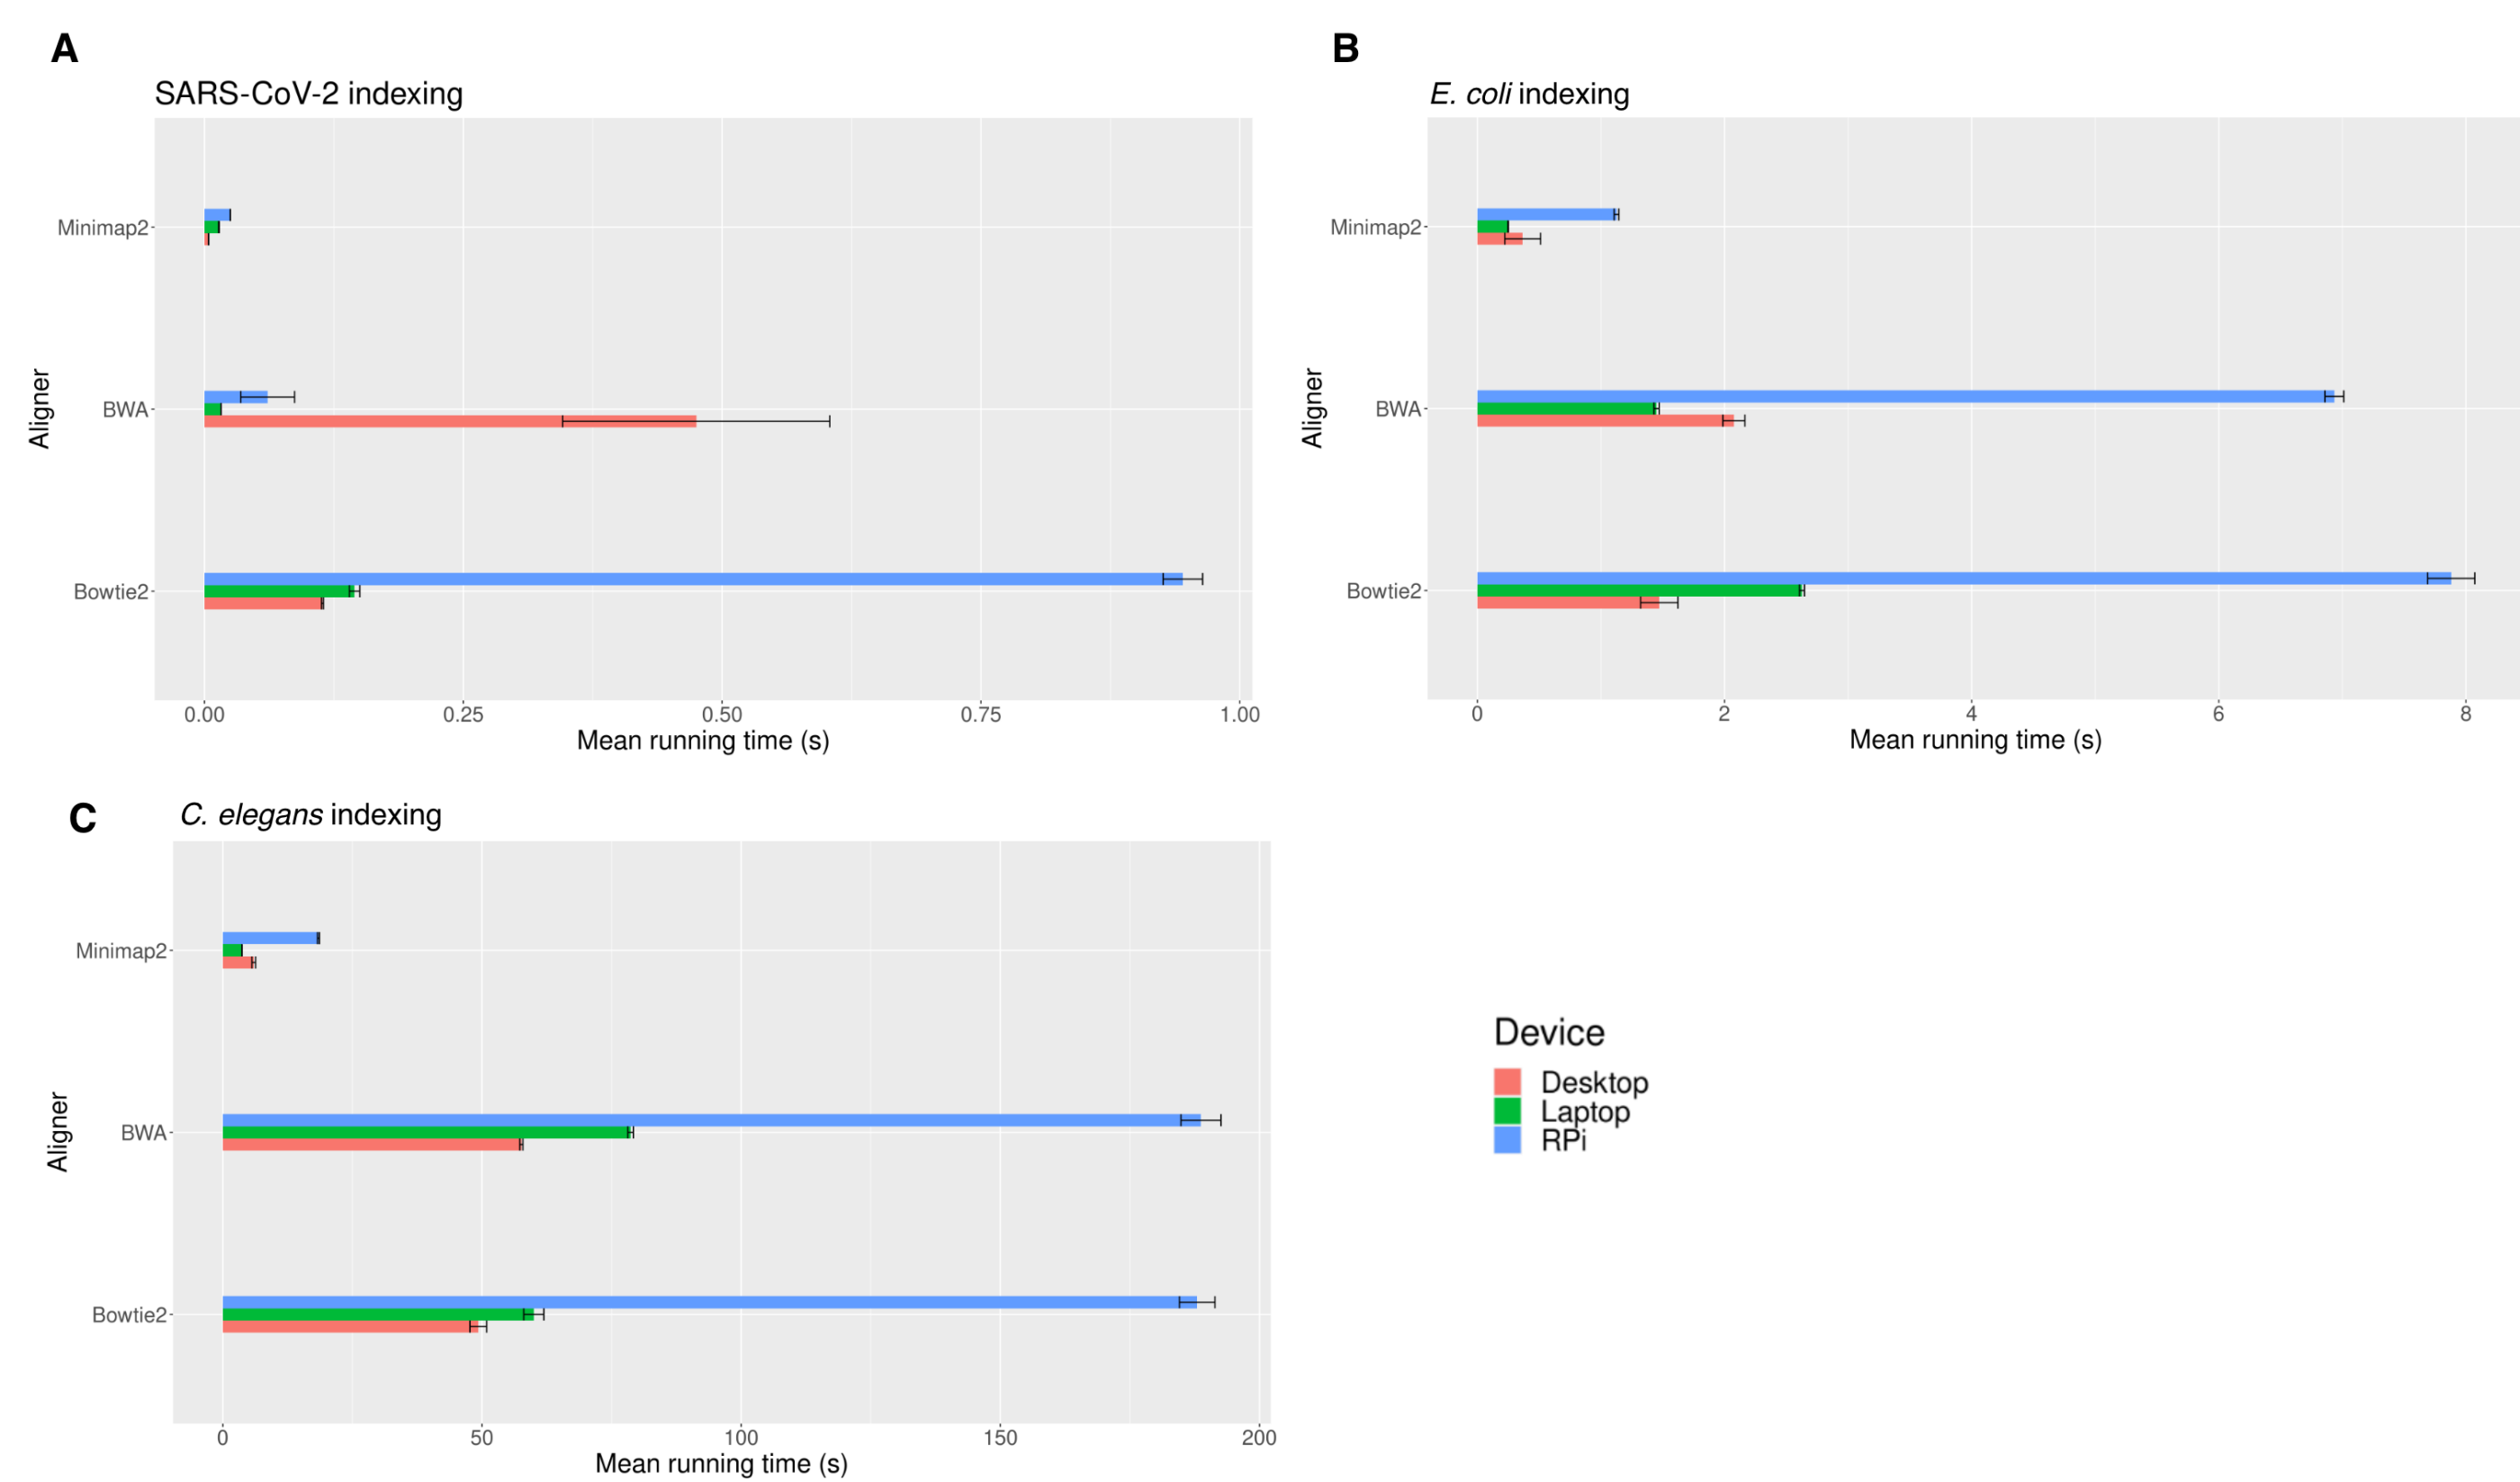 A
SARS-CoV-2 indexing
Aligner
Minimap2
BWA
Bowtie2
0.00 0.25 0.50 0.75 1.00
Mean running time (s)
B
E. coli indexing
Aligner
Minimap2
BWA
Bowtie2
0 2 4 6 8
Mean running time (s)
C
C. elegans indexing
Aligner
Minimap2
BWA
Bowtie2
0 50 100 150 200
Mean running time (s)
Device
Desktop
Laptop
RPi